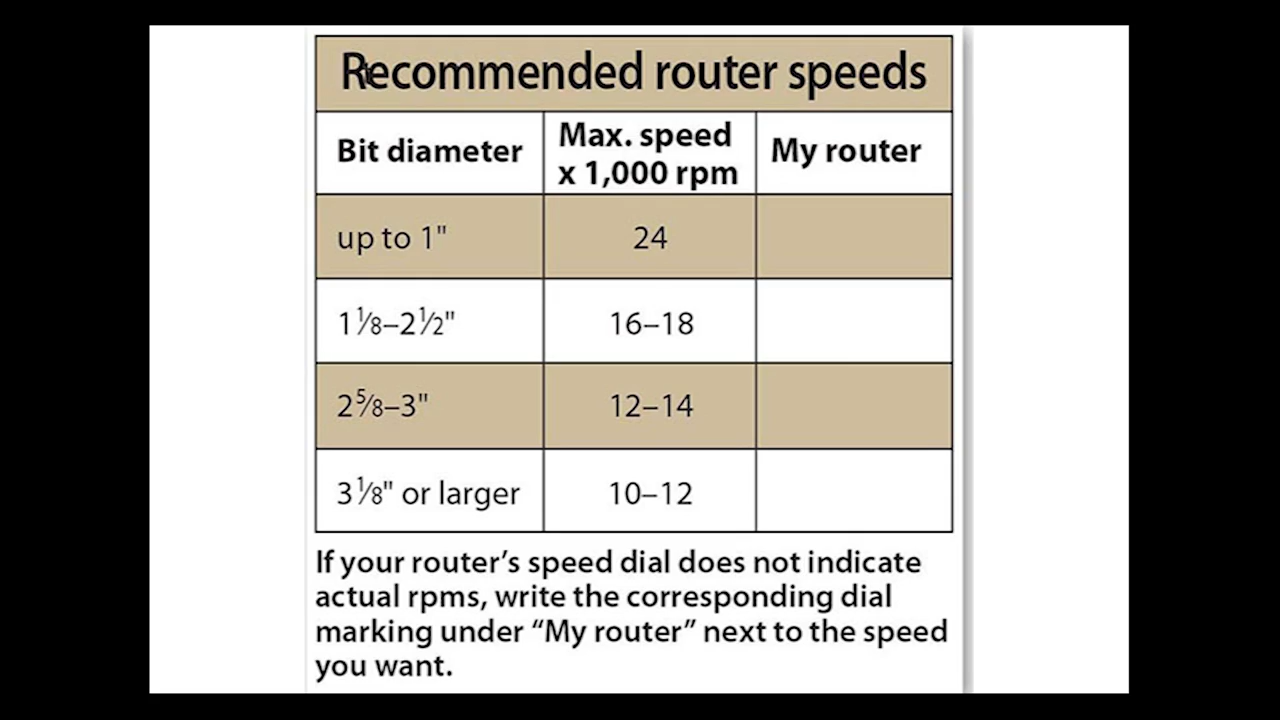 Recommended router speeds
Bit diameter Max. speed x 1,000 rpm My router
up to 1" 24
1 ⅛–2½" 16–18
2⅝–3" 12–14
3⅛" or larger 10–12
If your router’s speed dial does not indicate
actual rpms, write the corresponding dial
marking under “My router” next to the speed
you want.